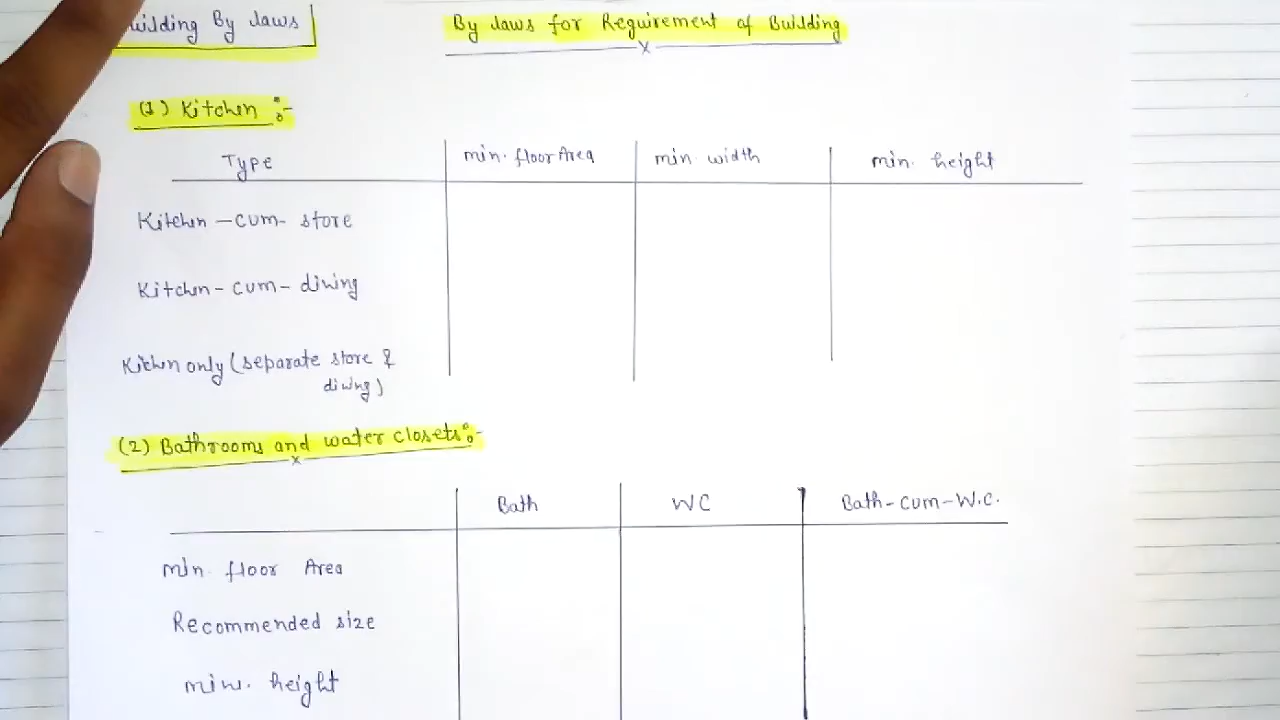 uilding By laws
By laws for Requirement of Building
(1) Kitchen :-
Type min. floor Area min width min. height
Kitchen-cum-store
Kitchen-cum-dining
Kitchen only (separate store &
dining)
(2) Bathrooms and water closets:-
Bath WC Bath-cum-W.C.
Min. floor Area
Recommended size
min. height